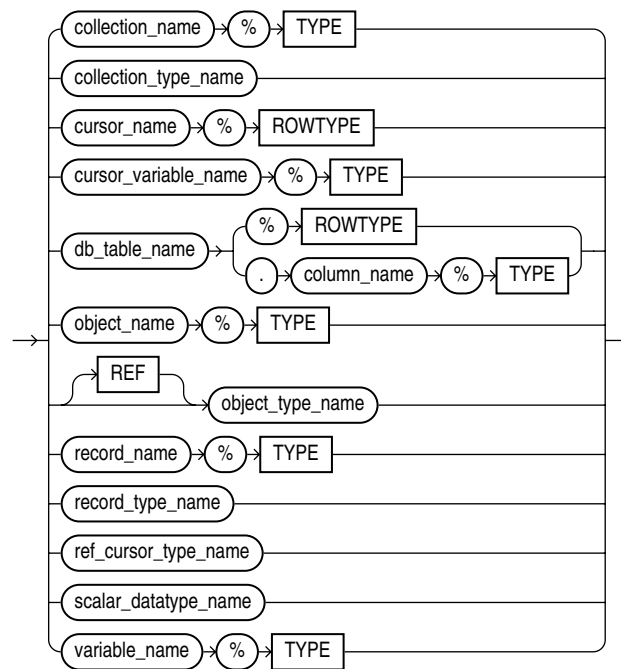 collection_name % TYPE
collection_type_name
cursor_name % ROWTYPE
cursor_variable_name % TYPE
% ROWTYPE
db_table_name
. column_name % TYPE
object_name % TYPE
REF
object_type_name
record_name % TYPE
record_type_name
ref_cursor_type_name
scalar_datatype_name
variable_name % TYPE